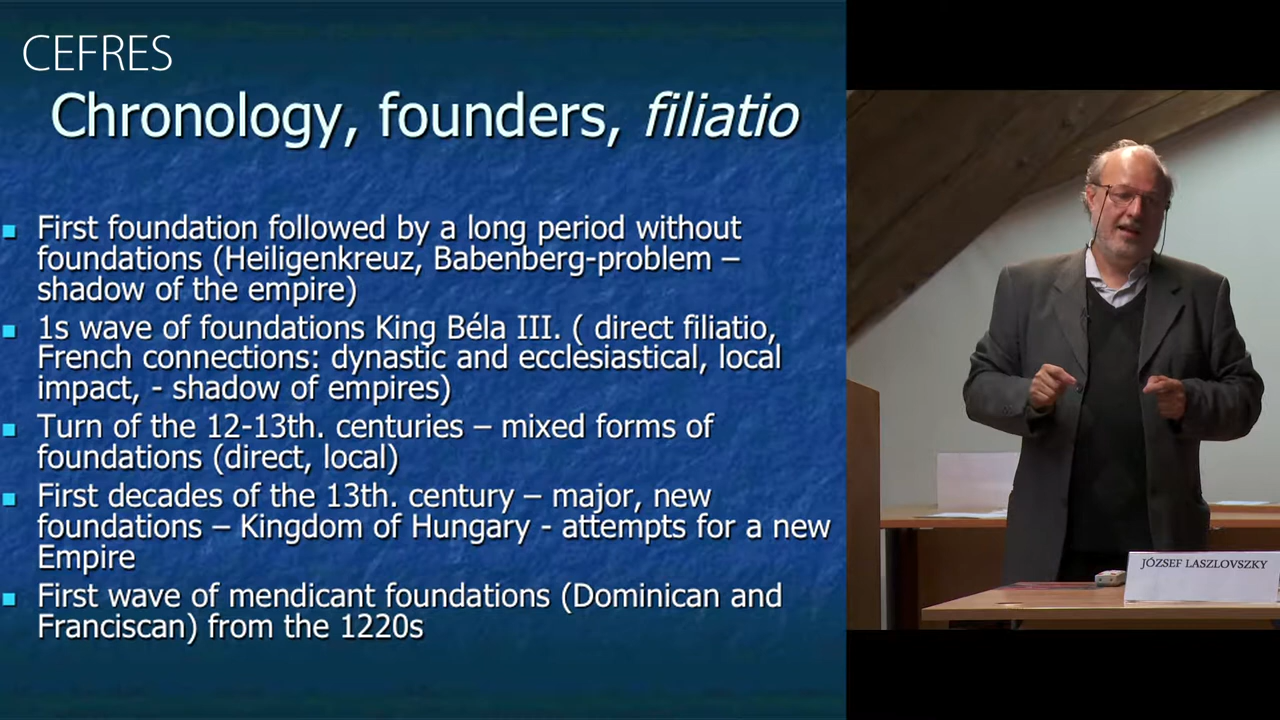 CEFRES
Chronology, founders, filiatio
First foundation followed by a long period without
foundations (Heiligenkreuz, Babenberg-problem –
shadow of the empire)
1s wave of foundations King Béla III. ( direct filiatio,
French connections: dynastic and ecclesiastical, local
impact, - shadow of empires)
Turn of the 12-13th. centuries – mixed forms of
foundations (direct, local)
First decades of the 13th. century – major, new
foundations – Kingdom of Hungary - attempts for a new
Empire
First wave of mendicant foundations (Dominican and
Franciscan) from the 1220s
JÓZSEF LASZLOVSZKY